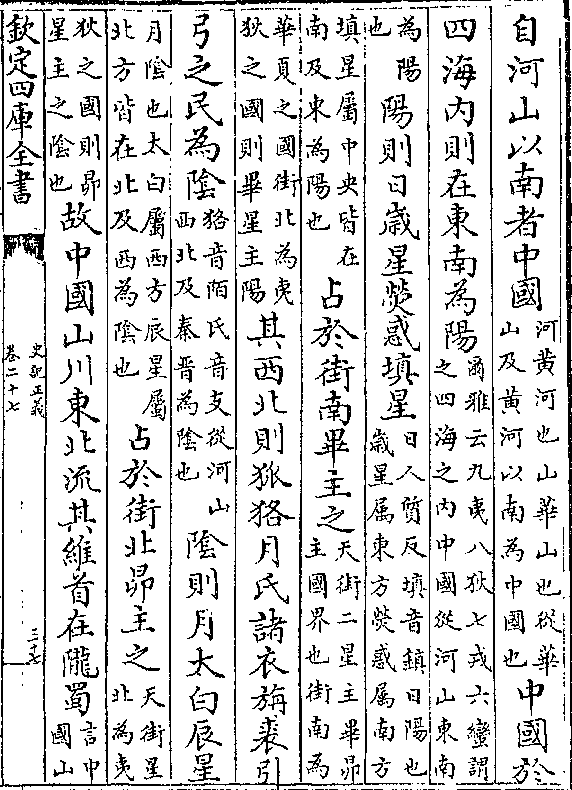 自河山以南者中國河黄河也山華山也從華山及黄河以南為中國也中國於
四海内則在東南為陽爾雅云九夷八狄七戎六蠻謂之四海之内中國從河山東南
為陽也陽則日歲星熒惑填星日人質反填音鎮日陽也歲星属東方熒惑属南方
填星屬中央皆在南及東為陽也占於街南畢主之天街二星主畢昴主國界也街南為
華夏之國街北為夷狄之國則畢星主陽其西北則狐狢月氏諸衣旃裘引
弓之民為陰狢音陌氏音支從河山西北及秦晋為陰也陰則月太白辰星
月陰也太白屬西方辰星屬北方皆在北及西為陰也占於街北昴主之天街星北為夷
狄之國則昴星主之陰也故中國山川東北流其維首在隴蜀言中國山
欽定四庫全書
史記正義
卷二十七
三十七